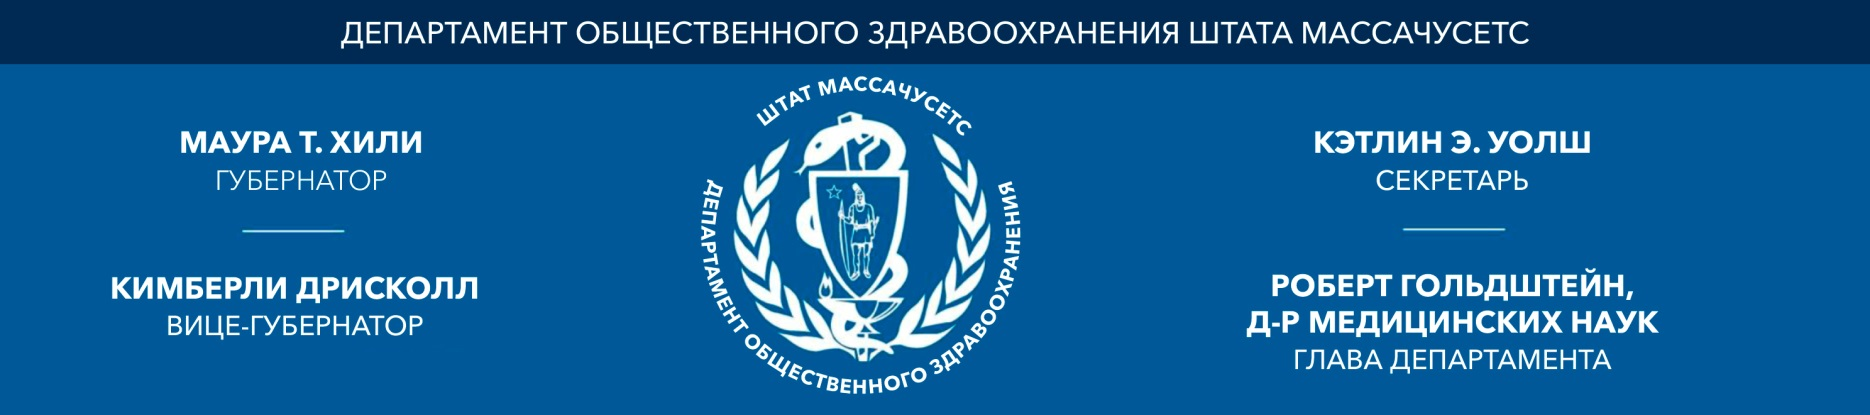 ДЕПАРТАМЕНТ ОБЩЕСТВЕННОГО ЗДРАВООХРАНЕНИЯ ШТАТА МАССАЧУСЕТС
МАУРА Т. ХИЛИ
ГУБЕРНАТОР
КИМБЕРЛИ ДРИСКОЛЛ
ВИЦЕ-ГУБЕРНАТОР
ШТАТ МАССАЧУСЕТС
ДЕПАРТАМЕНТ ОБЩЕСТВЕННОГО ЗДРАВООХРАНЕНИЯ
КЭТЛИН Э. УОЛШ
СЕКРЕТАРЬ
РОБЕРТ ГОЛЬДШТЕЙН,
Д-Р МЕДИЦИНСКИХ НАУК
ГЛАВА ДЕПАРТАМЕНТА